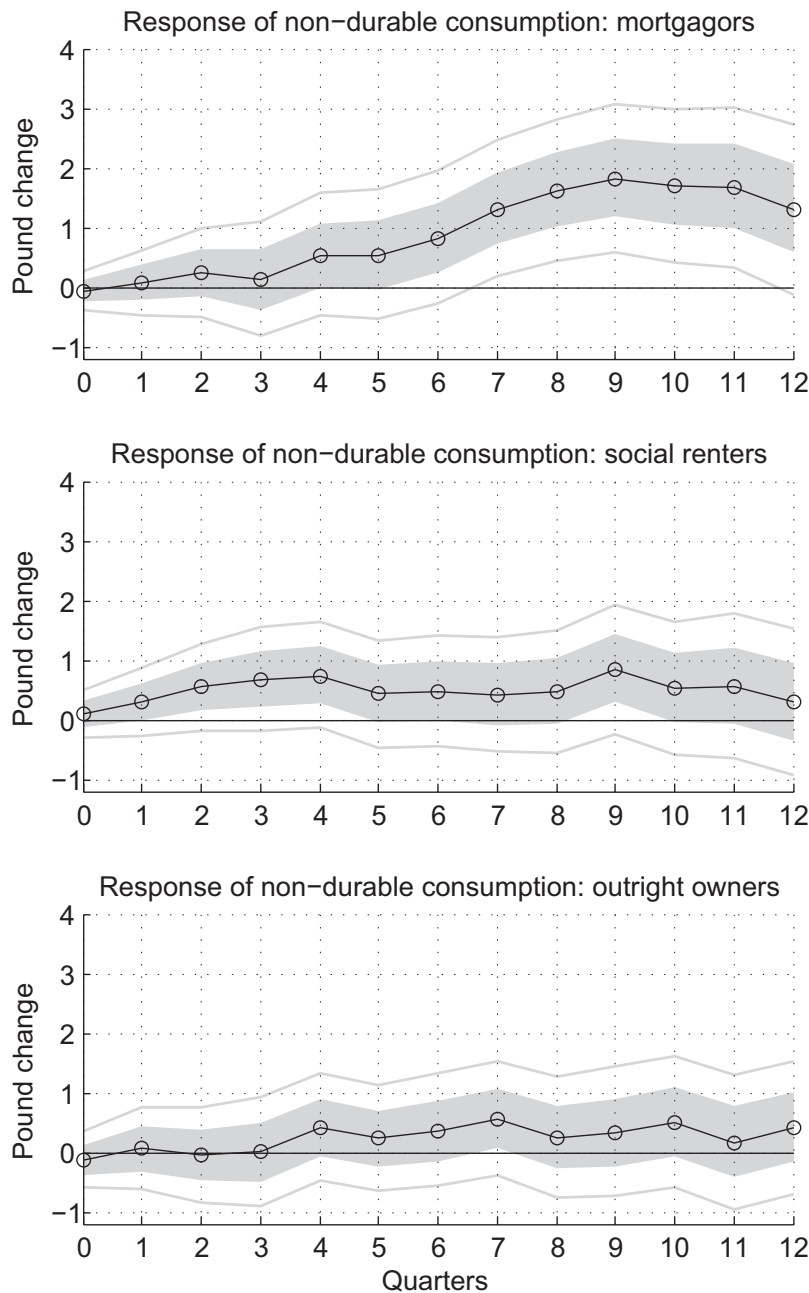 Response of non−durable consumption: mortgagors
4
3
2
1
0
−1
Pound change
0 1 2 3 4 5 6 7 8 9 10 11 12
Response of non−durable consumption: social renters
4
3
2
1
0
−1
Pound change
0 1 2 3 4 5 6 7 8 9 10 11 12
Response of non−durable consumption: outright owners
4
3
2
1
0
−1
Pound change
0 1 2 3 4 5 6 7 8 9 10 11 12
Quarters